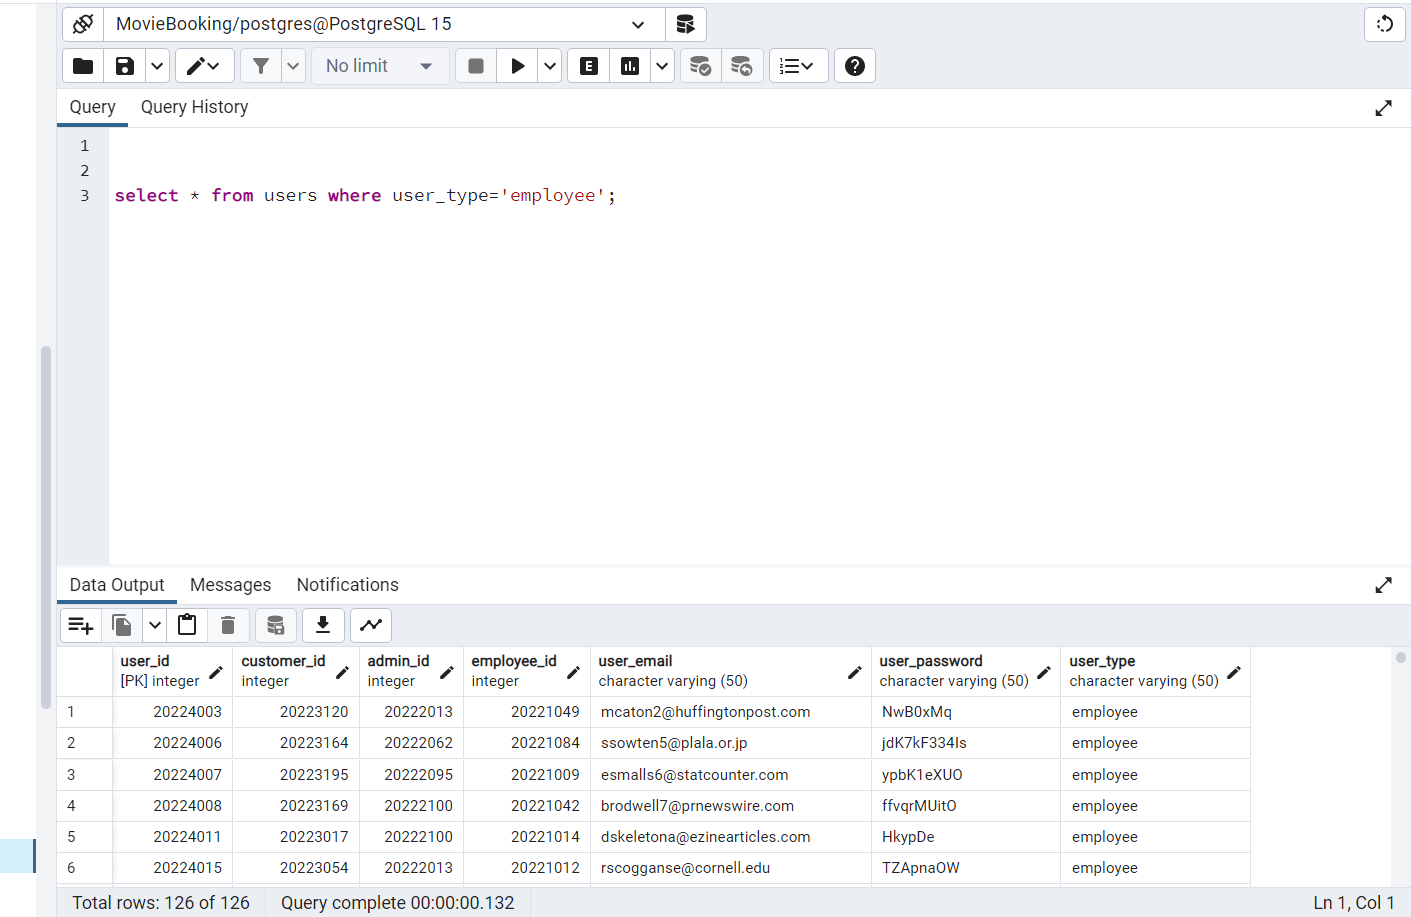 MovieBooking/postgres@PostgreSQL 15
No limit
E
Query Query History
1
2
3 select * from users where user_type='employee';
Data Output Messages Notifications
user_id customer_id admin_id employee_id user_email user_password user_type
[PK] integer integer integer integer character varying (50) character varying (50) character varying (50)
1 20224003 20223120 20222013 20221049 mcaton2@huffingtonpost.com NwB0xMq employee
2 20224006 20223164 20222062 20221084 ssowten5@plala.or.jp jdK7kF334Is employee
3 20224007 20223195 20222095 20221009 esmalls6@statcounter.com ypbK1eXUO employee
4 20224008 20223169 20222100 20221042 brodwell7@prnewswire.com ffvqrMUitO employee
5 20224011 20223017 20222100 20221014 dskeletona@ezinearticles.com HkypDe employee
6 20224015 20223054 20222013 20221012 rscogganse@cornell.edu TZApnaOW employee
Total rows: 126 of 126 Query complete 00:00:00.132 Ln 1, Col 1